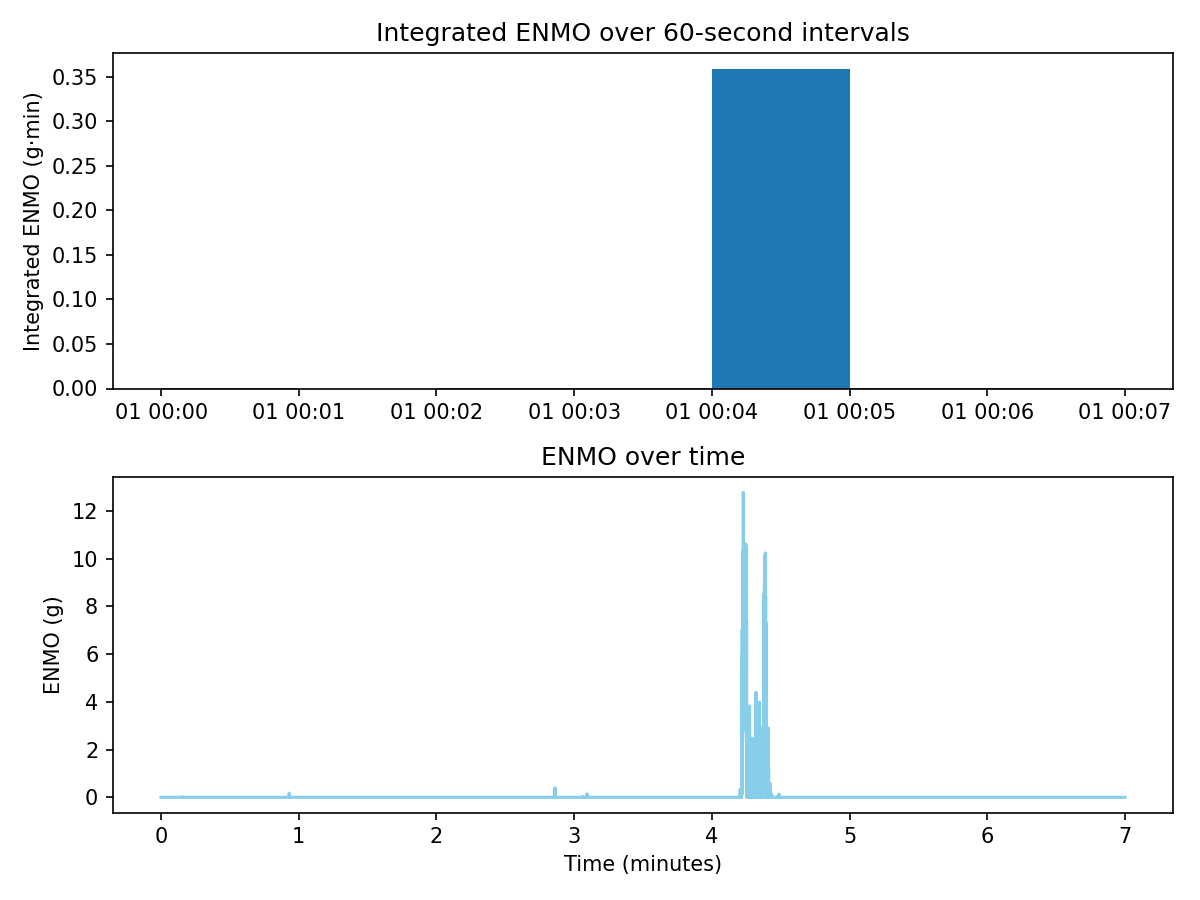 Integrated ENMO over 60-second intervals
Integrated ENMO (g·min)
0.35
0.30
0.25
0.20
0.15
0.10
0.05
0.00
01 00:00 01 00:01 01 00:02 01 00:03 01 00:04 01 00:05 01 00:06 01 00:07
ENMO over time
ENMO (g)
12
10
8
6
4
2
0
0 1 2 3 4 5 6 7
Time (minutes)